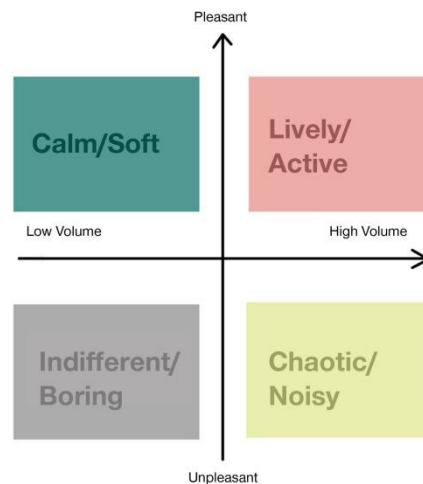 Pleasant
Calm/Soft
Lively/
Active
Low Volume
High Volume
Indifferent/
Boring
Chaotic/
Noisy
Unpleasant